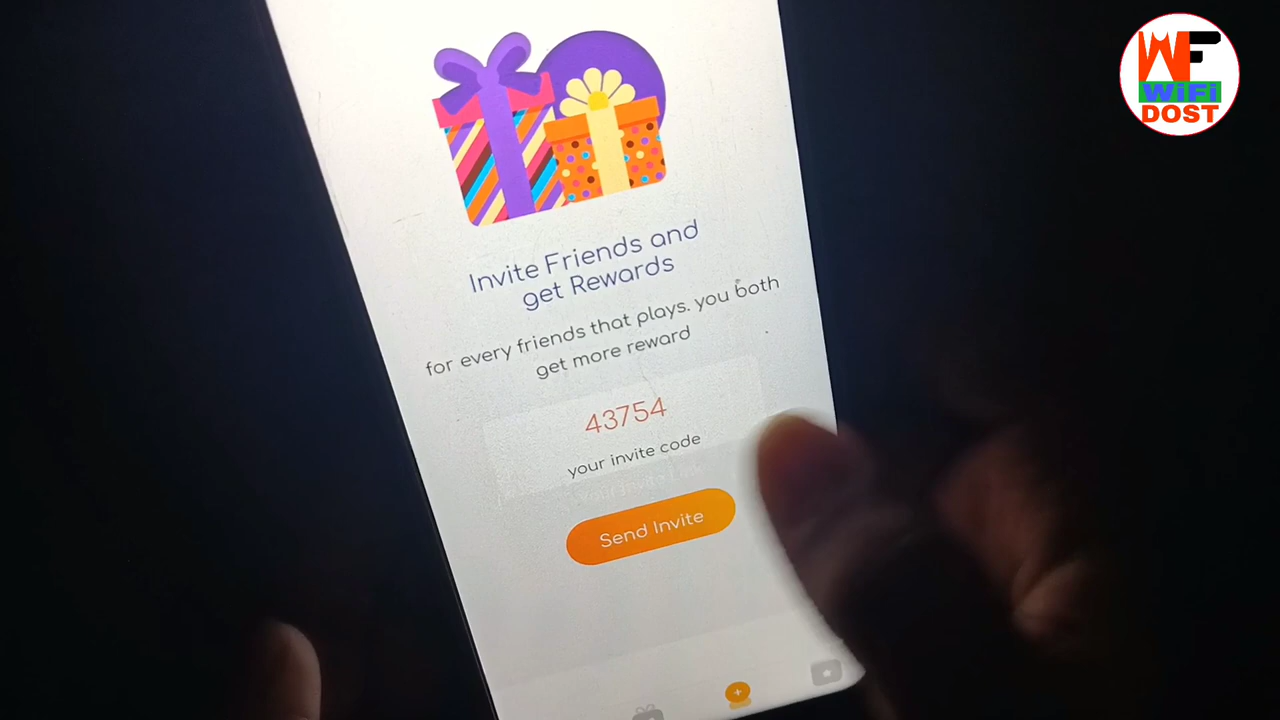 WF
WiFi
DOST
Invite Friends and
get Rewards
for every friends that plays. you both
get more reward
43754
your invite code
Send Invite